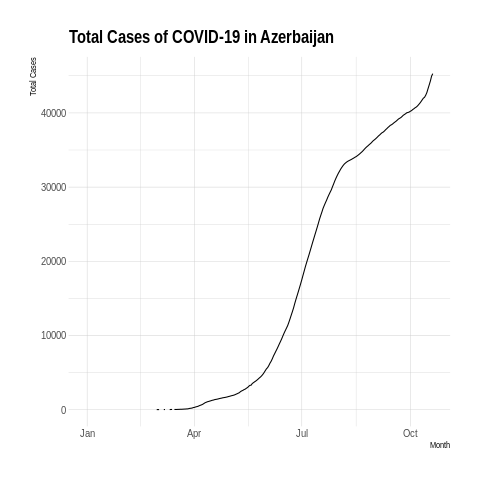 Total Cases of COVID-19 in Azerbaijan
Total Cases
40000
30000
20000
10000
0
Jan Apr Jul Oct
Month